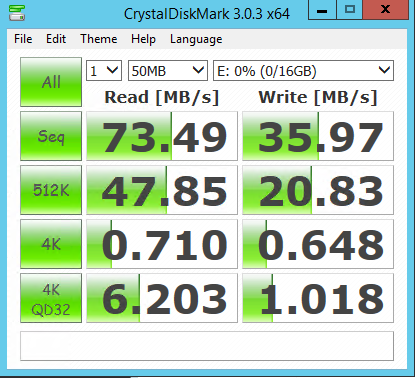 CrystalDiskMark 3.0.3 x64
File Edit Theme Help Language
All 1 50MB E: 0% (0/16GB)
Read [MB/s] Write [MB/s]
Seq 73.49 35.97
512K 47.85 20.83
4K 0.710 0.648
4K 6.203 1.018
QD32